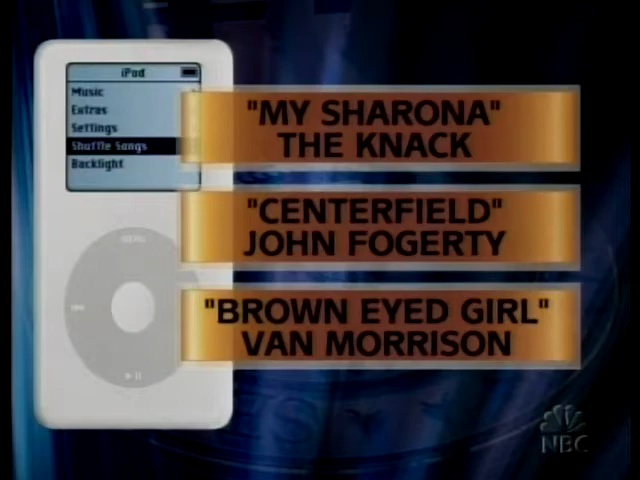 iPod
Music
Extras
Settings
Shuffle Songs
Backlight
MENU
"MY SHARONA"
THE KNACK
"CENTERFIELD"
JOHN FOGERTY
"BROWN EYED GIRL"
VAN MORRISON
NBC